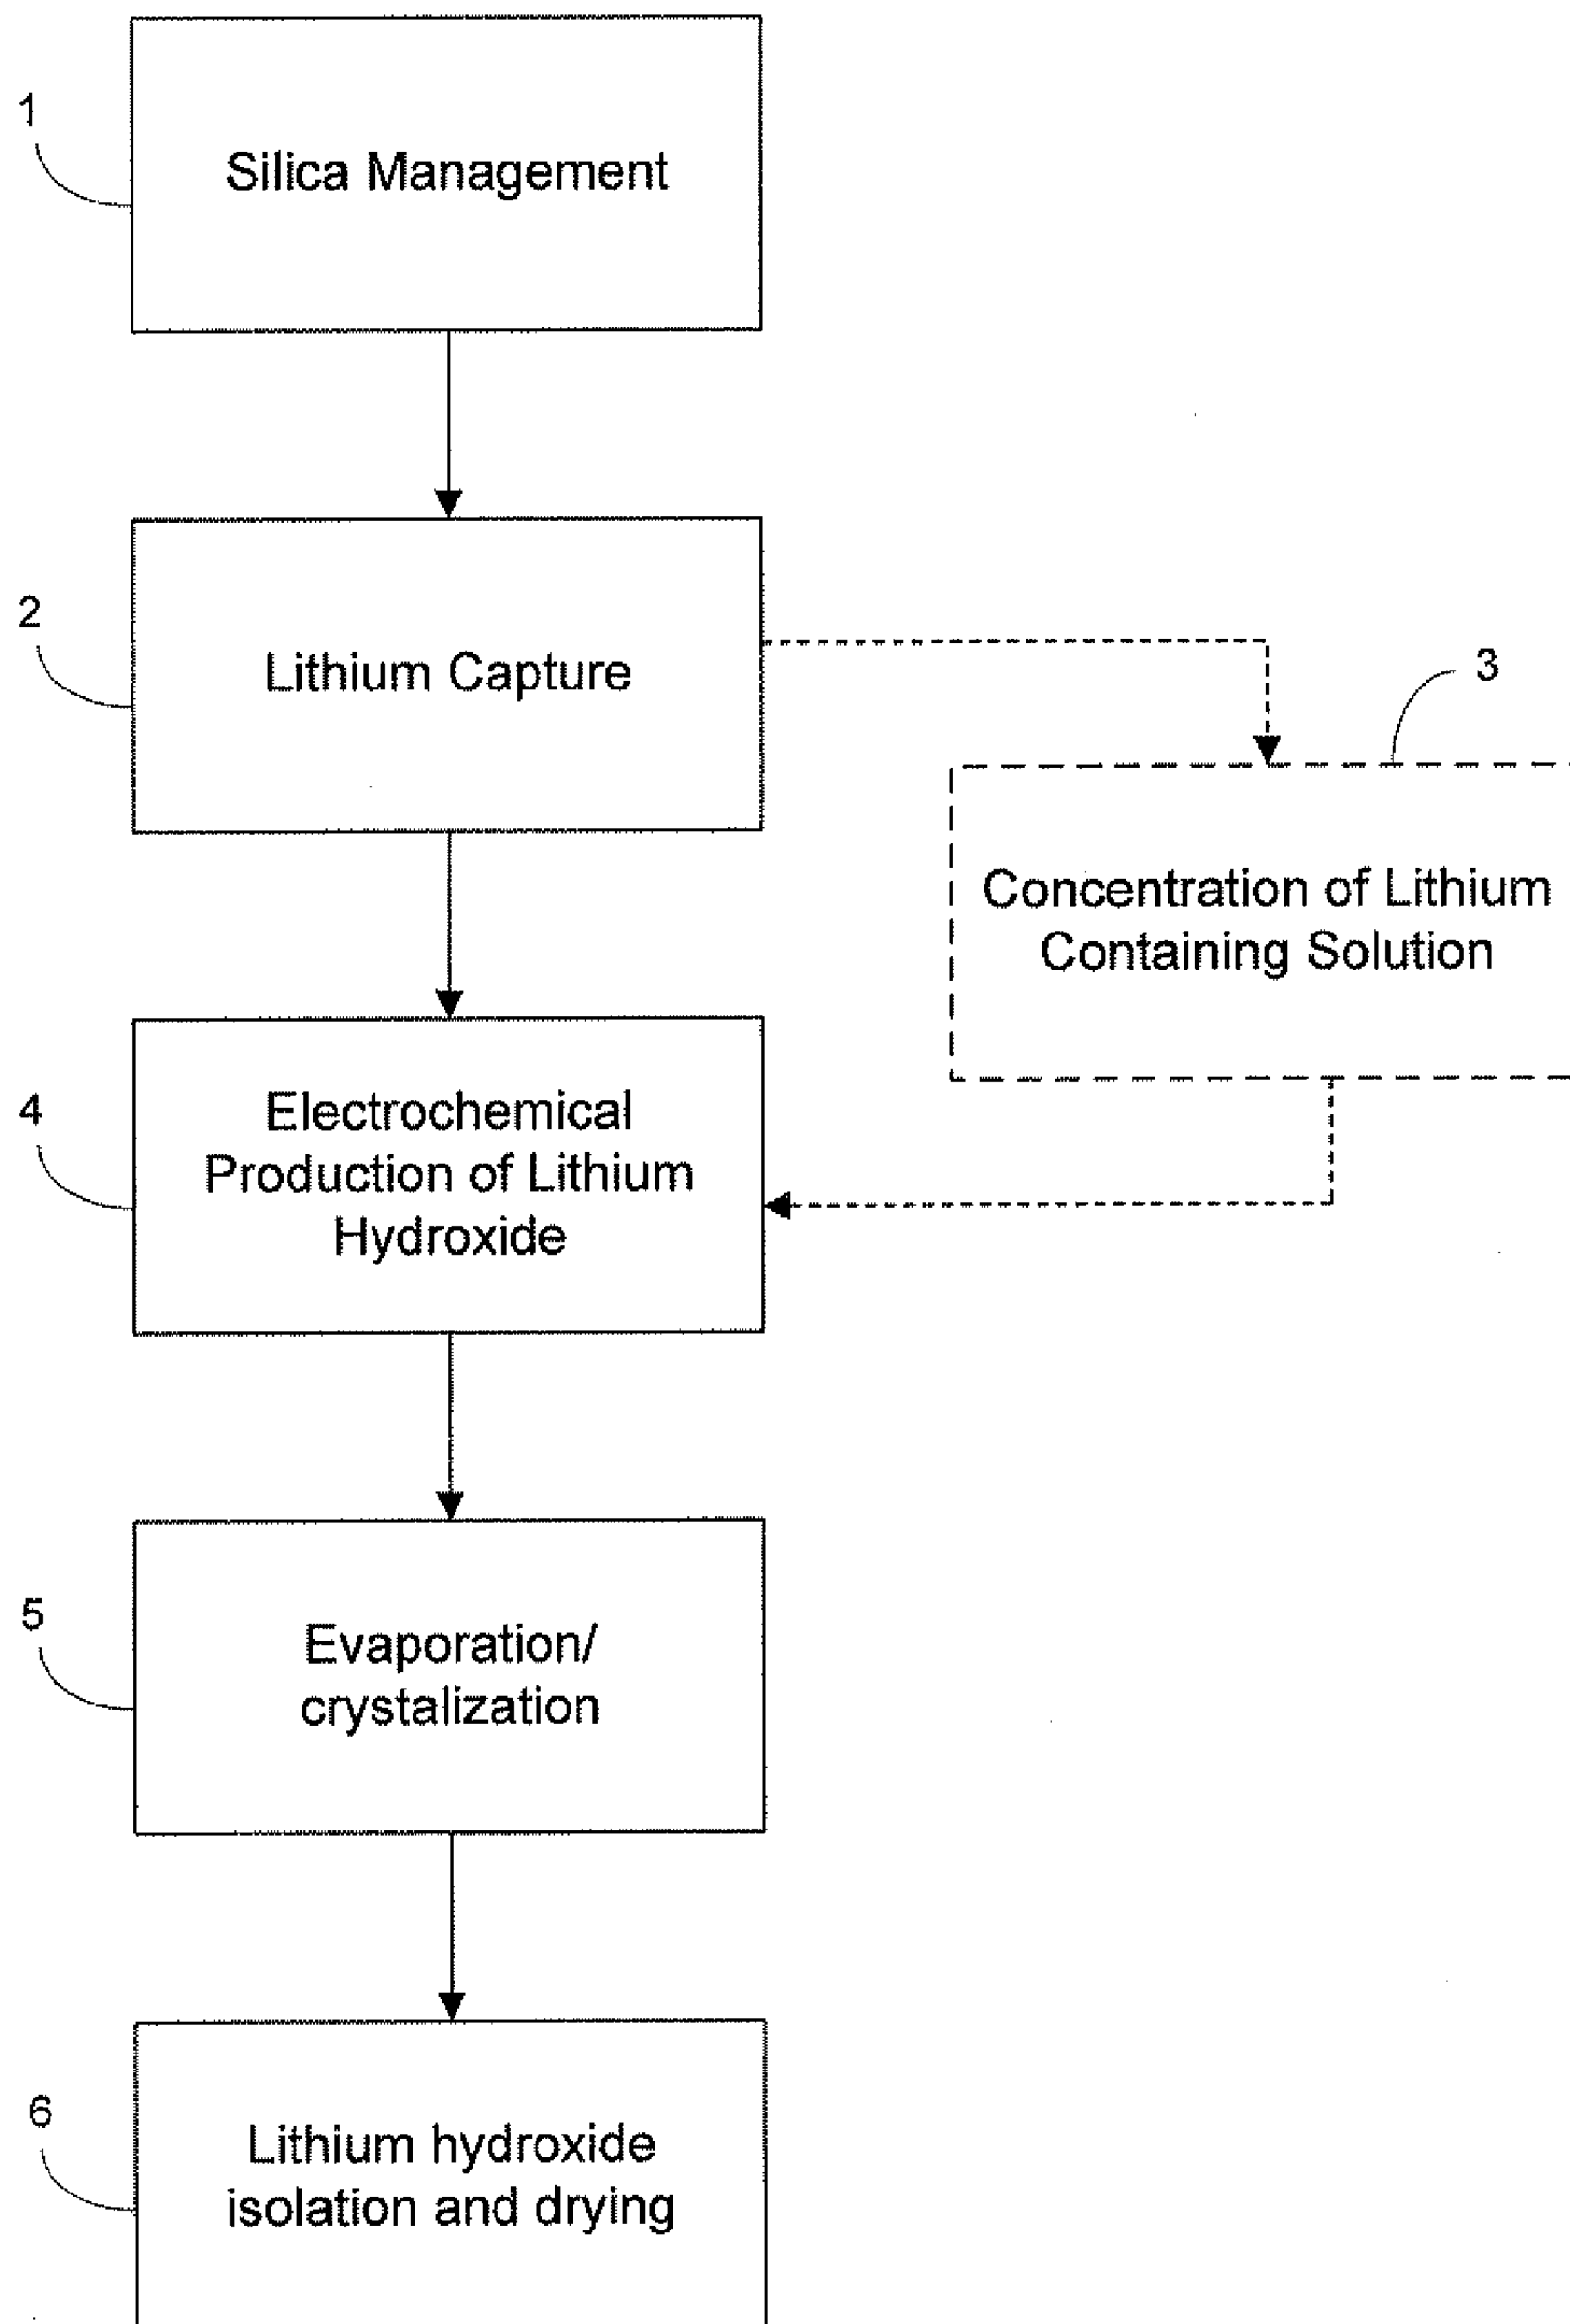 1
Silica Management
2
Lithium Capture
3
Concentration of Lithium
Containing Solution
4
Electrochemical
Production of Lithium
Hydroxide
5
Evaporation/
crystalization
6
Lithium hydroxide
isolation and drying